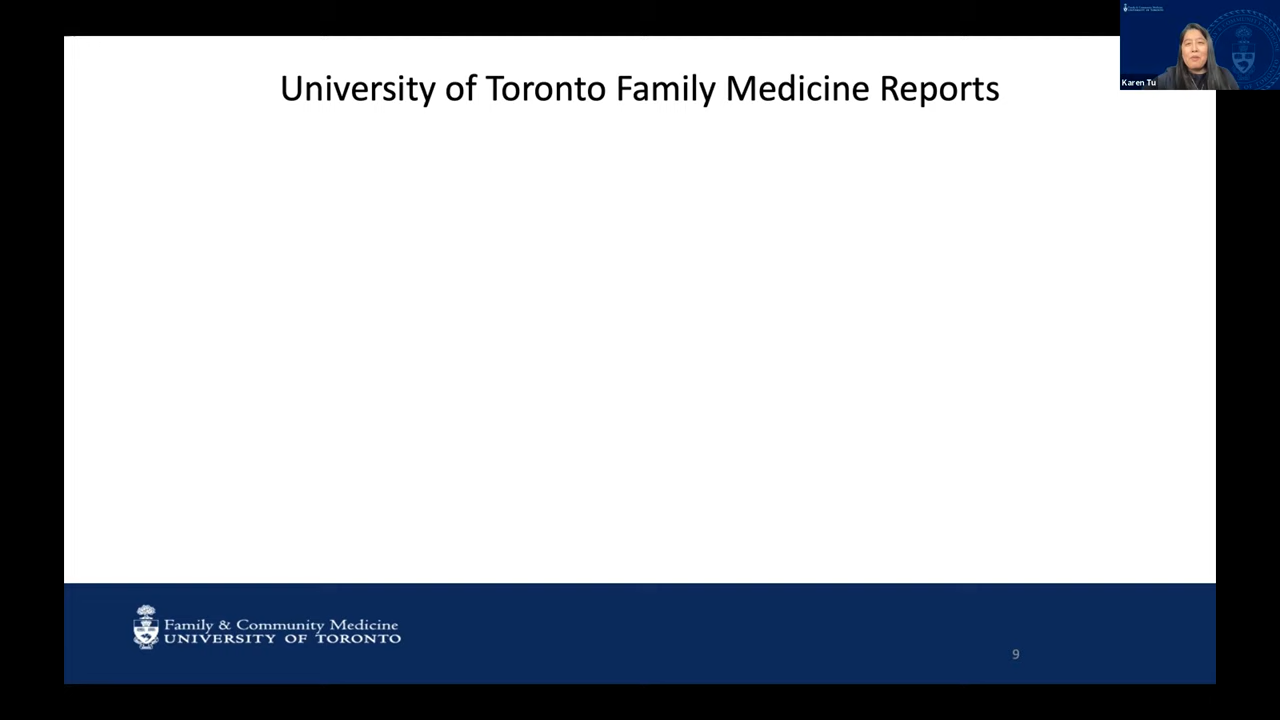 University of Toronto Family Medicine Reports
Karen Tu
Family & Community Medicine
UNIVERSITY OF TORONTO
9